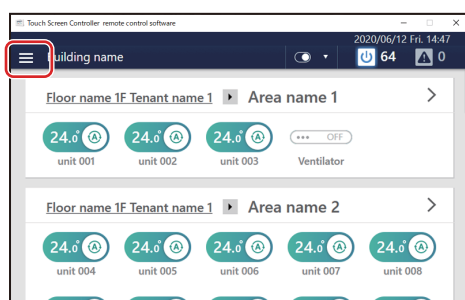 Touch Screen Controller remote control software
2020/06/12 Fri. 14:47
Building name
64
0
Floor name 1F Tenant name 1 Area name 1
24.0 A 24.0 A 24.0 A ••• OFF
unit 001 unit 002 unit 003 Ventilator
Floor name 1F Tenant name 1 Area name 2
24.0 A 24.0 A 24.0 A 24.0 A 24.0 A
unit 004 unit 005 unit 006 unit 007 unit 008